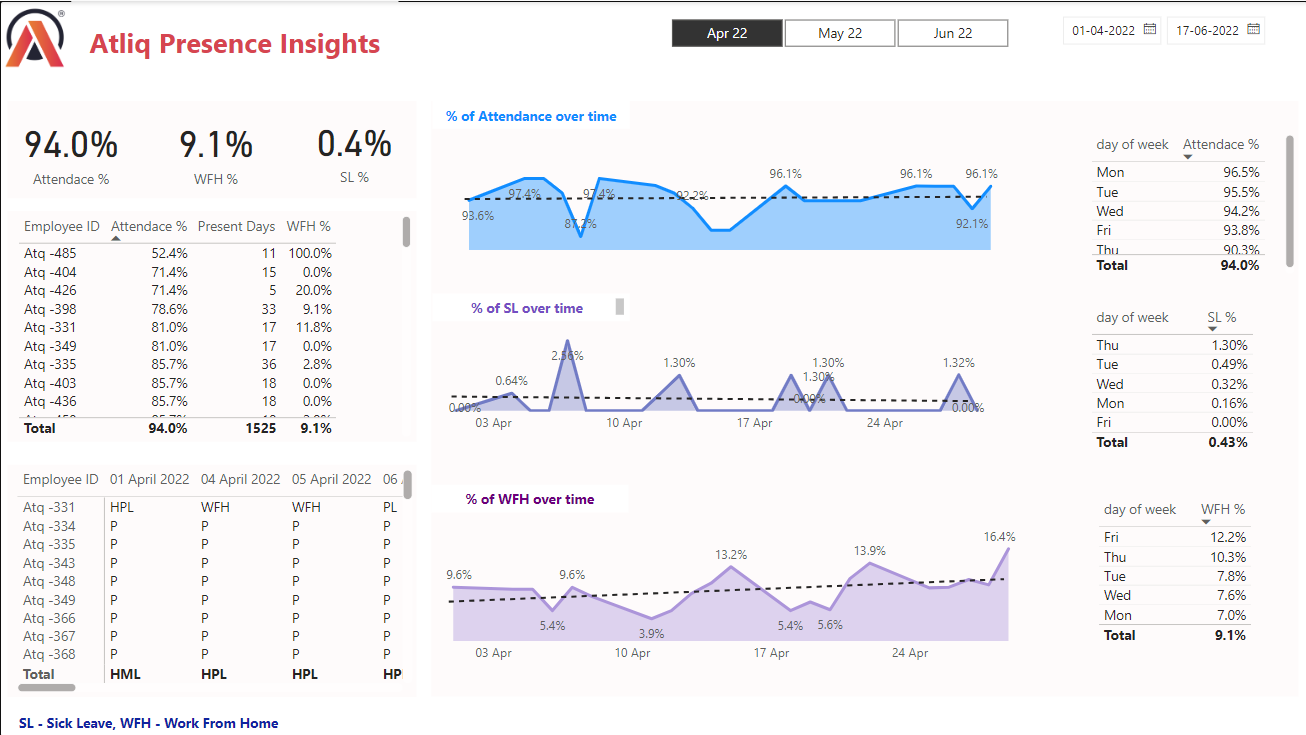 Atliq Presence Insights
®
Apr 22
May 22
Jun 22
01-04-2022
17-06-2022
94.0%
9.1%
0.4%
Attendace %
WFH %
SL %
Employee ID Attendace % Present Days WFH %
Atq -485 52.4% 11 100.0%
Atq -404 71.4% 15 0.0%
Atq -426 71.4% 5 20.0%
Atq -398 78.6% 33 9.1%
Atq -331 81.0% 17 11.8%
Atq -349 81.0% 17 0.0%
Atq -335 85.7% 36 2.8%
Atq -403 85.7% 18 0.0%
Atq -436 85.7% 18 0.0%
Total 94.0% 1525 9.1%
Employee ID 01 April 2022 04 April 2022 05 April 2022 06
Atq -331 HPL WFH WFH PL
Atq -334 P P P P
Atq -335 P P P P
Atq -343 P P P P
Atq -348 P P P P
Atq -349 P P P P
Atq -366 P P P P
Atq -367 P P P P
Atq -368 P P P P
Total HML HPL HPL HP
SL - Sick Leave, WFH - Work From Home
% of Attendance over time
93.6%
97.4%
87.2%
97.4%
92.2%
96.1%
96.1%
92.1%
96.1%
% of SL over time
0.00%
0.64%
2.56%
1.30%
1.30%
0.00%
1.30%
1.32%
0.00%
03 Apr 10 Apr 17 Apr 24 Apr
% of WFH over time
9.6%
5.4%
9.6%
3.9%
13.2%
5.4%
5.6%
13.9%
16.4%
03 Apr 10 Apr 17 Apr 24 Apr
day of week Attendace %
Mon 96.5%
Tue 95.5%
Wed 94.2%
Fri 93.8%
Thu 90.3%
Total 94.0%
day of week SL %
Thu 1.30%
Tue 0.49%
Wed 0.32%
Mon 0.16%
Fri 0.00%
Total 0.43%
day of week WFH %
Fri 12.2%
Thu 10.3%
Tue 7.8%
Wed 7.6%
Mon 7.0%
Total 9.1%